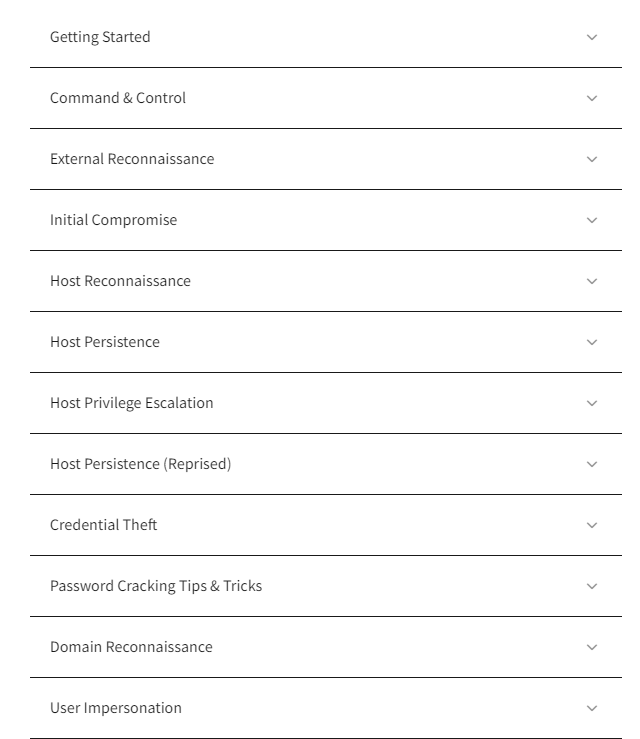 Getting Started
Command & Control
External Reconnaissance
Initial Compromise
Host Reconnaissance
Host Persistence
Host Privilege Escalation
Host Persistence (Reprised)
Credential Theft
Password Cracking Tips & Tricks
Domain Reconnaissance
User Impersonation